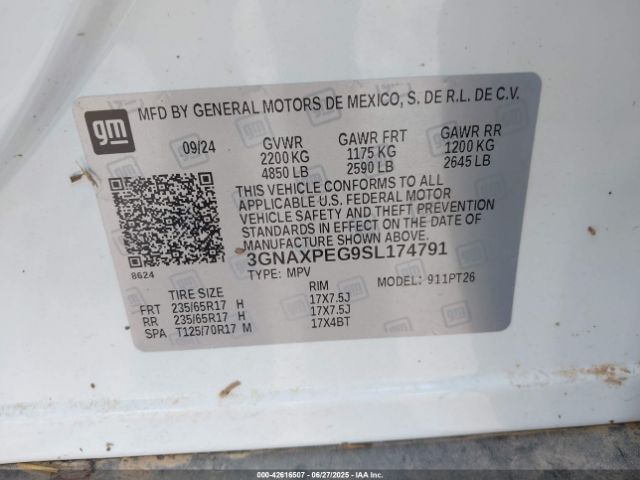 gm
MFD BY GENERAL MOTORS DE MEXICO, S. DE R.L. DE C.V.
09/24 GVWR GAWR FRT GAWR RR
2200 KG 1175 KG 1200 KG
4850 LB 2590 LB 2645 LB
THIS VEHICLE CONFORMS TO ALL
APPLICABLE U.S. FEDERAL MOTOR
VEHICLE SAFETY AND THEFT PREVENTION
STANDARDS IN EFFECT ON THE DATE OF
MANUFACTURE SHOWN ABOVE.
3GNAXPEG9SL174791
8624
TYPE: MPV MODEL: 911PT26
TIRE SIZE RIM
FRT 235/65R17 H 17X7.5J
RR 235/65R17 H 17X7.5J
SPA T125/70R17 M 17X4BT
000-42616507 - 06/27/2025 - IAAI.COM